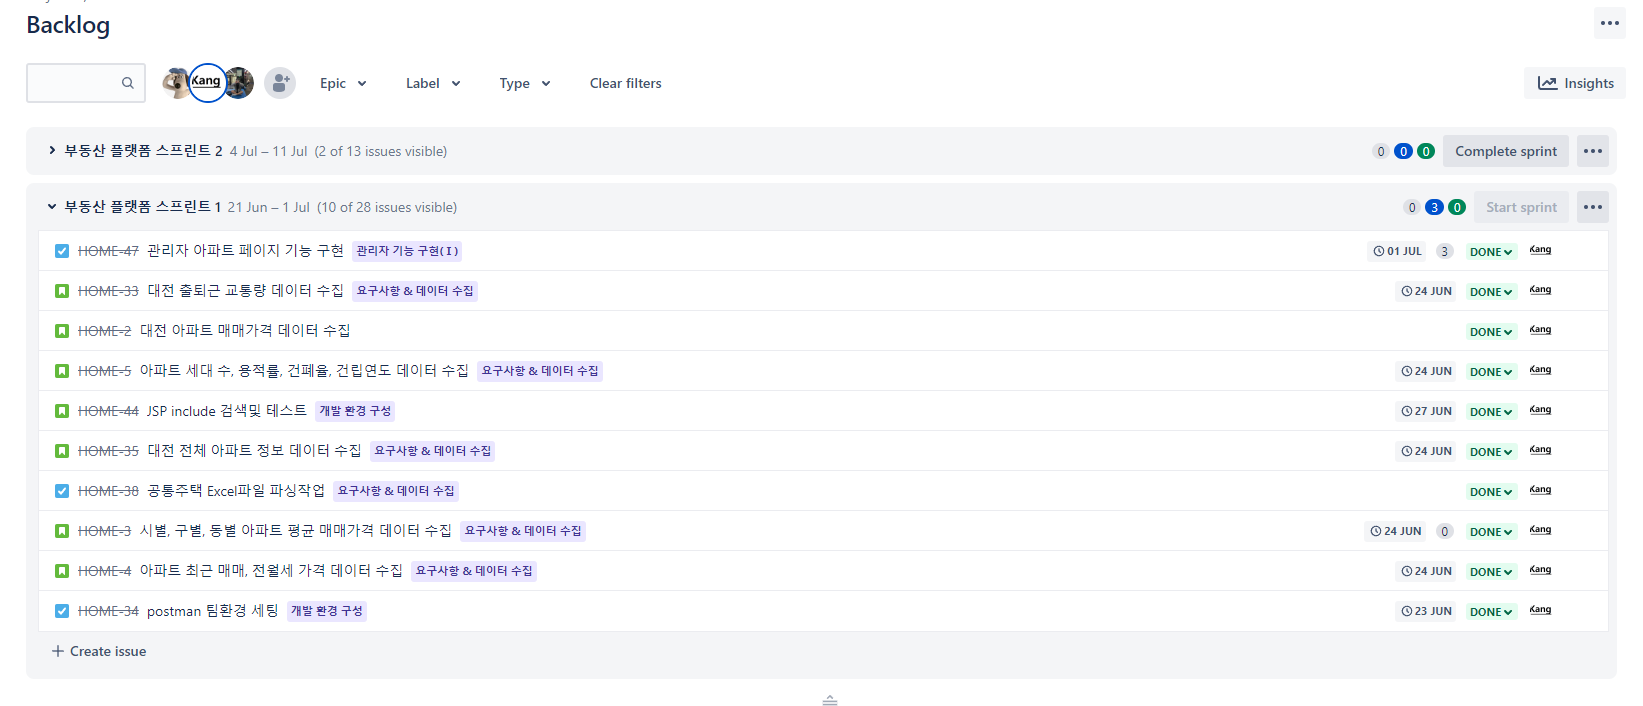 Backlog
Kang Epic Label Type Clear filters Insights
부동산 플랫폼 스프린트 2 4 Jul – 11 Jul (2 of 13 issues visible) 0 0 0 Complete sprint
부동산 플랫폼 스프린트 1 21 Jun – 1 Jul (10 of 28 issues visible) 0 3 0 Start sprint
HOME-47 관리자 아파트 페이지 기능 구현 관리자 기능 구현(I) 01 JUL 3 DONE Kang
HOME-33 대전 출퇴근 교통량 데이터 수집 요구사항 & 데이터 수집 24 JUN DONE Kang
HOME-2 대전 아파트 매매가격 데이터 수집 DONE Kang
HOME-5 아파트 세대 수, 용적률, 건폐율, 건립연도 데이터 수집 요구사항 & 데이터 수집 24 JUN DONE Kang
HOME-44 JSP include 검색및 테스트 개발 환경 구성 27 JUN DONE Kang
HOME-35 대전 전체 아파트 정보 데이터 수집 요구사항 & 데이터 수집 24 JUN DONE Kang
HOME-38 공통주택 Excel파일 파싱작업 요구사항 & 데이터 수집 DONE Kang
HOME-3 시별, 구별, 동별 아파트 평균 매매가격 데이터 수집 요구사항 & 데이터 수집 24 JUN 0 DONE Kang
HOME-4 아파트 최근 매매, 전월세 가격 데이터 수집 요구사항 & 데이터 수집 24 JUN DONE Kang
HOME-34 postman 팀환경 세팅 개발 환경 구성 23 JUN DONE Kang
Create issue